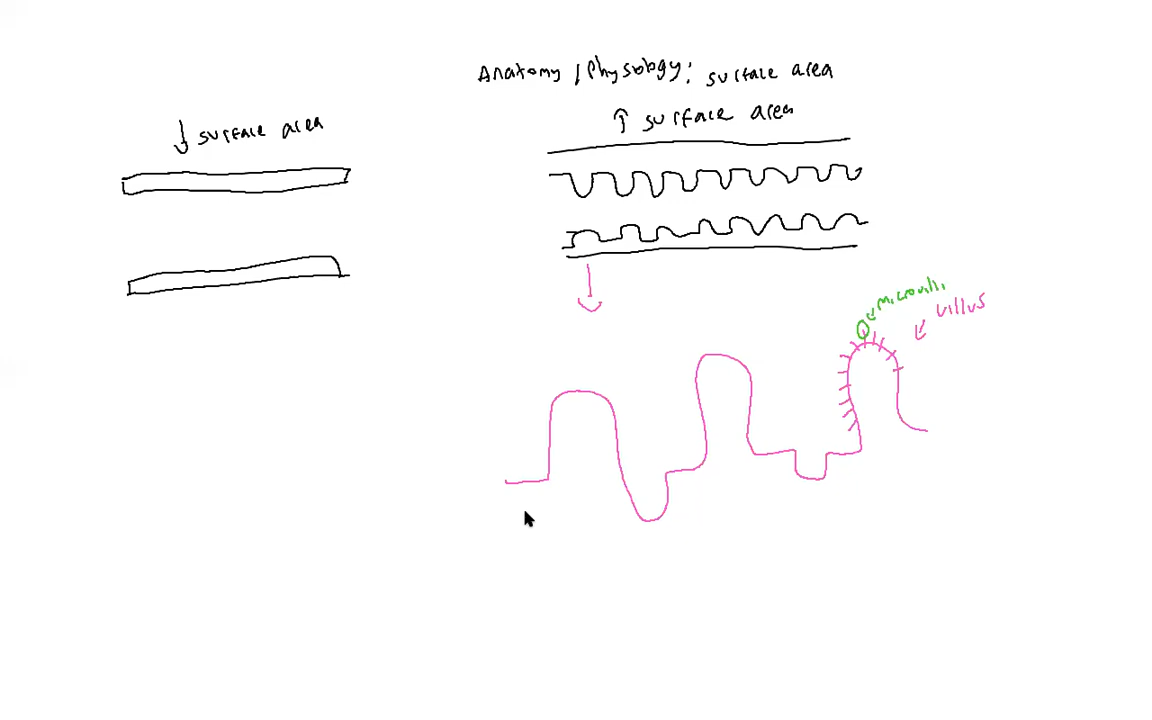 Anatomy / Physiology: surface area
↓ surface area
↑ surface area
microvilli
villus